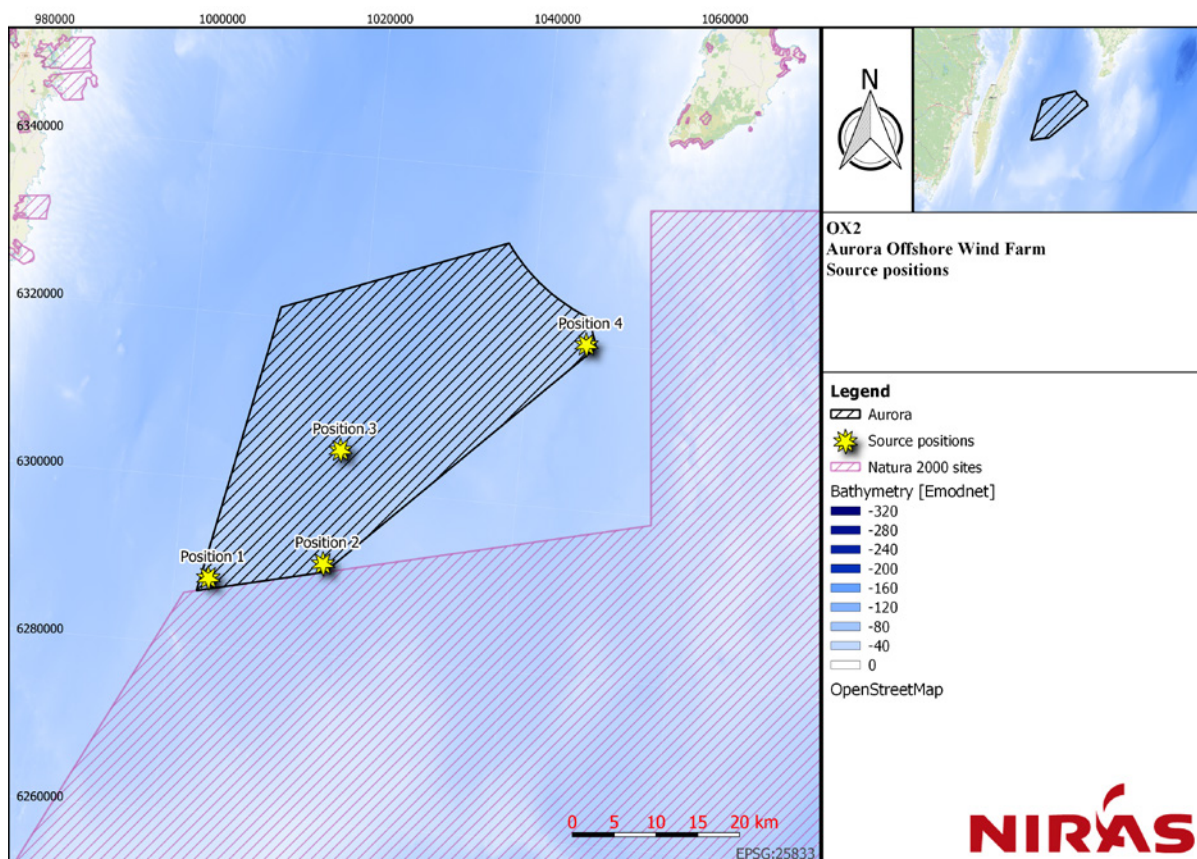 980000
1000000
1020000
1040000
1060000
6340000
6320000
6300000
6280000
6260000
Position 4
Position 3
Position 2
Position 1
0 5 10 15 20 km
EPSG:25833
N
OX2
Aurora Offshore Wind Farm
Source positions
Legend
Aurora
Source positions
Natura 2000 sites
Bathymetry [Emodnet]
-320
-280
-240
-200
-160
-120
-80
-40
0
OpenStreetMap
NIRAS